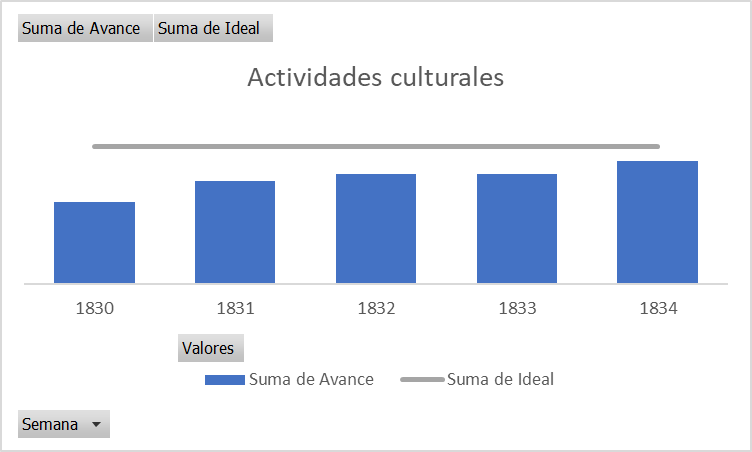 Suma de Avance Suma de Ideal
Actividades culturales
1830 1831 1832 1833 1834
Valores
Suma de Avance Suma de Ideal
Semana